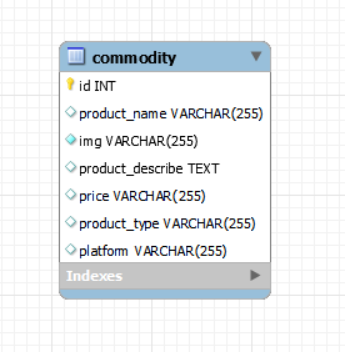 commodity
id INT
product_name VARCHAR(255)
img VARCHAR(255)
product_describe TEXT
price VARCHAR(255)
product_type VARCHAR(255)
platform VARCHAR(255)
Indexes